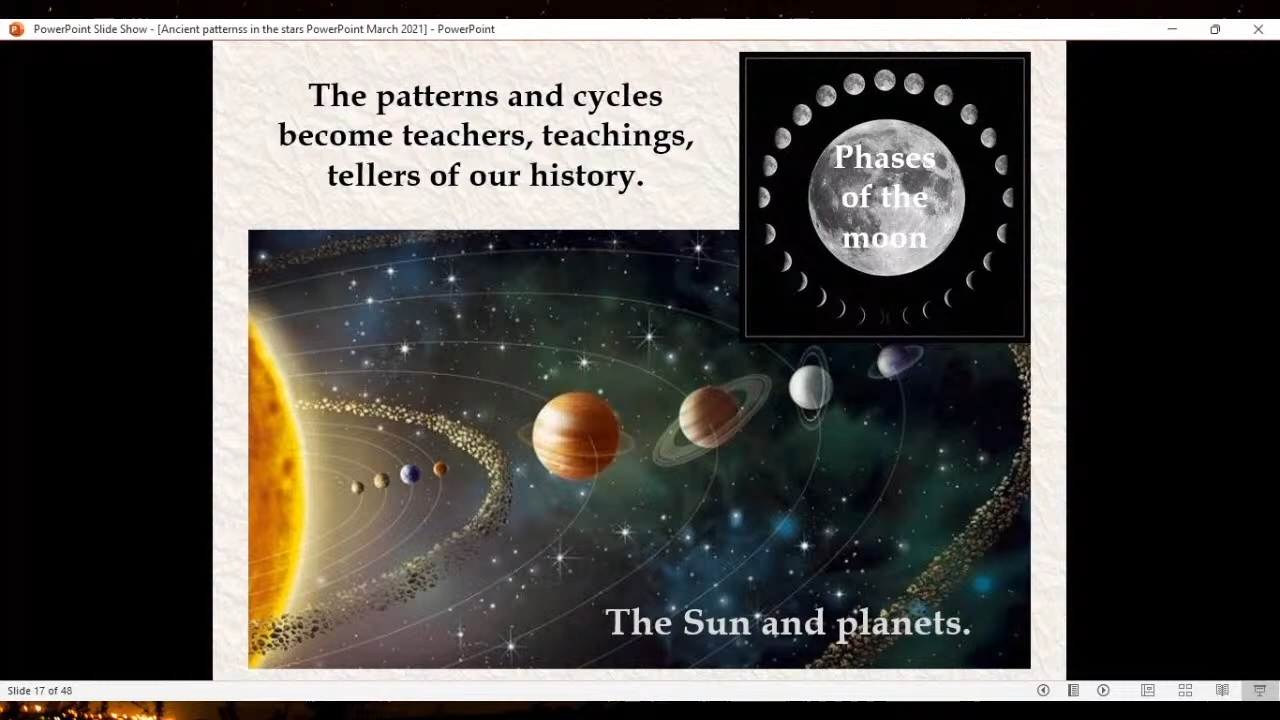 PowerPoint Slide Show - [Ancient patternss in the stars PowerPoint March 2021] - PowerPoint
The patterns and cycles
become teachers, teachings,
tellers of our history.
Phases
of the
moon
The Sun and planets.
Slide 17 of 48